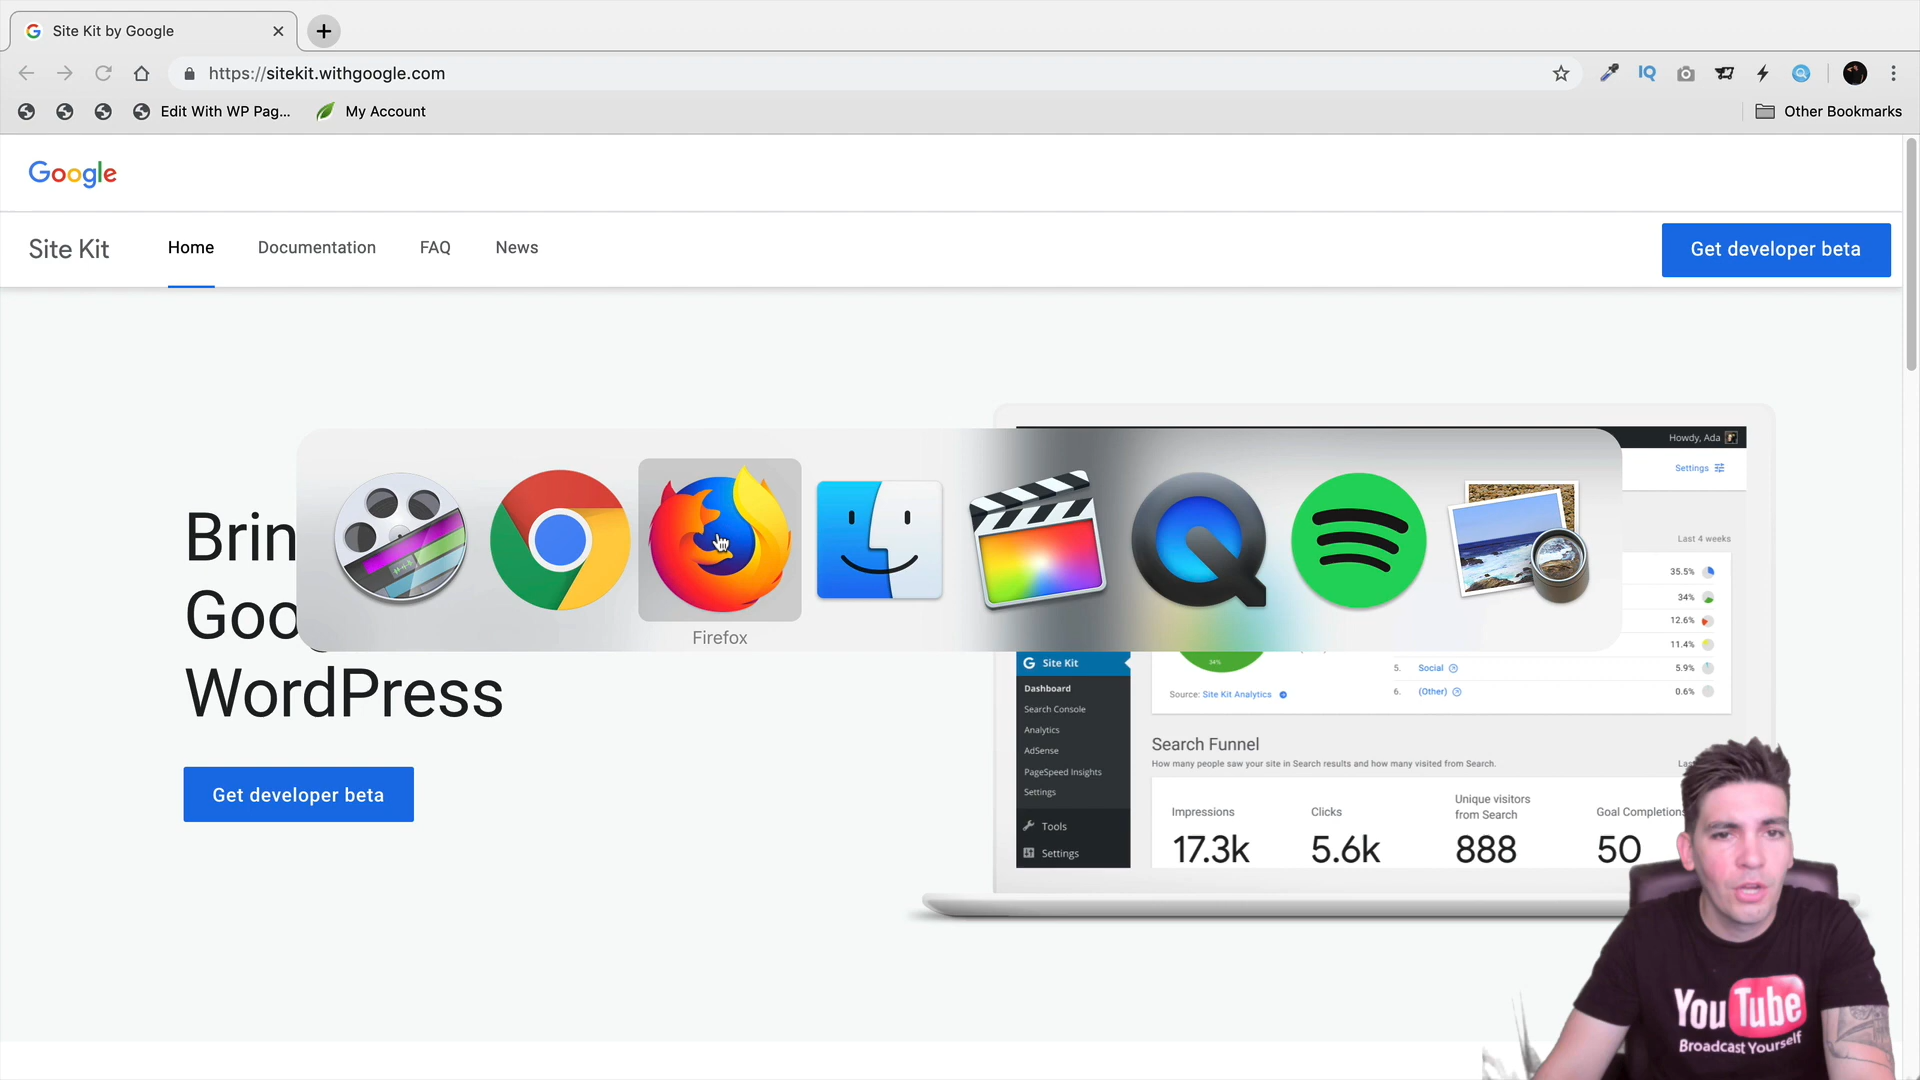 Site Kit by Google
https://sitekit.withgoogle.com
IQ
Edit With WP Pag...
My Account
Other Bookmarks
Google
Site Kit
Home
Documentation
FAQ
News
Get developer beta
Howdy, Ada
Settings
Last 4 weeks
35.5%
34%
12.6%
11.4%
5. Social 5.9%
6. (Other) 0.6%
34%
Source: Site Kit Analytics
Firefox
Brin
Goo
WordPress
Get developer beta
Site Kit
Dashboard
Search Console
Analytics
AdSense
PageSpeed Insights
Settings
Tools
Settings
Search Funnel
How many people saw your site in Search results and how many visited from Search.
Las
Impressions
17.3k
Clicks
5.6k
Unique visitors
from Search
888
Goal Completions
50
YouTube
Broadcast Yourself